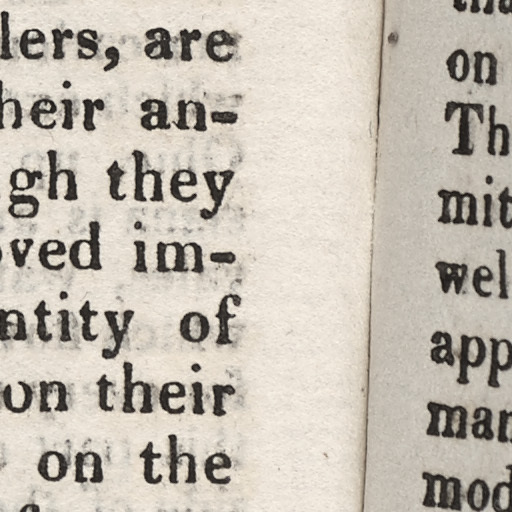 lers, are
heir an-
gh they
oved im-
ntity of
on their
on the
on
Th
mit
wel
app
man
mod